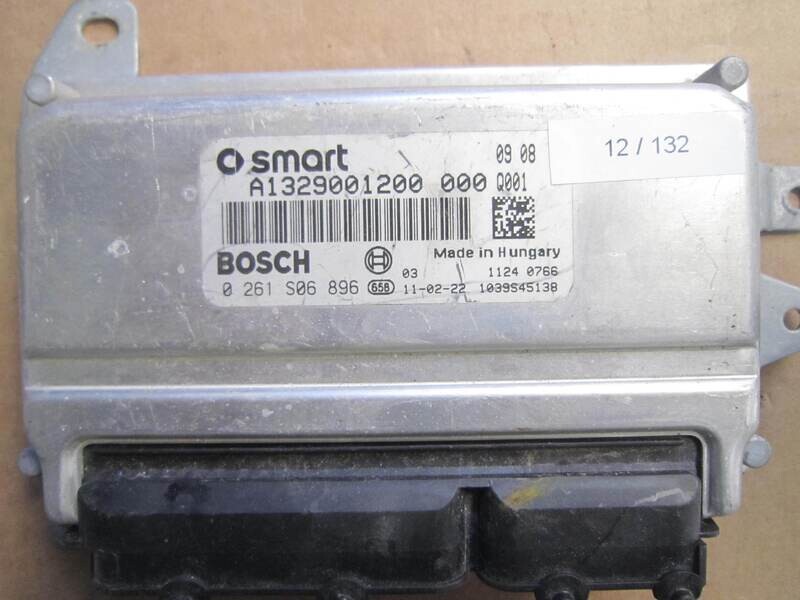 smart 09 08
A1329001200 000 Q001
12 / 132
BOSCH Made in Hungary
03 1124 0766
0 261 S06 896 656 11-02-22 1039S45138